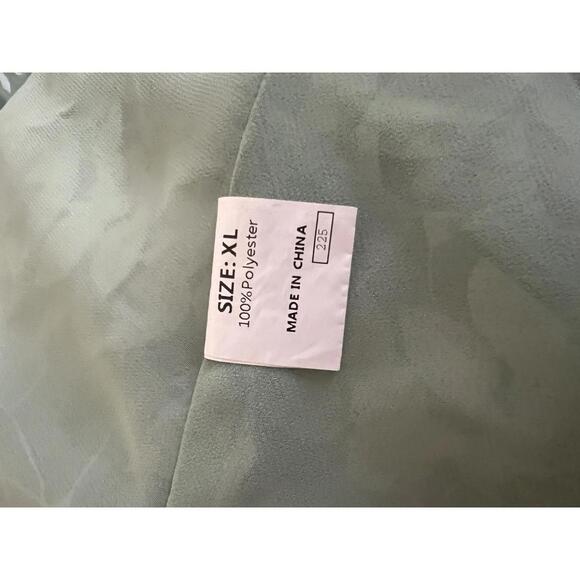 SIZE: XL
100%Polyester
MADE IN CHINA
225